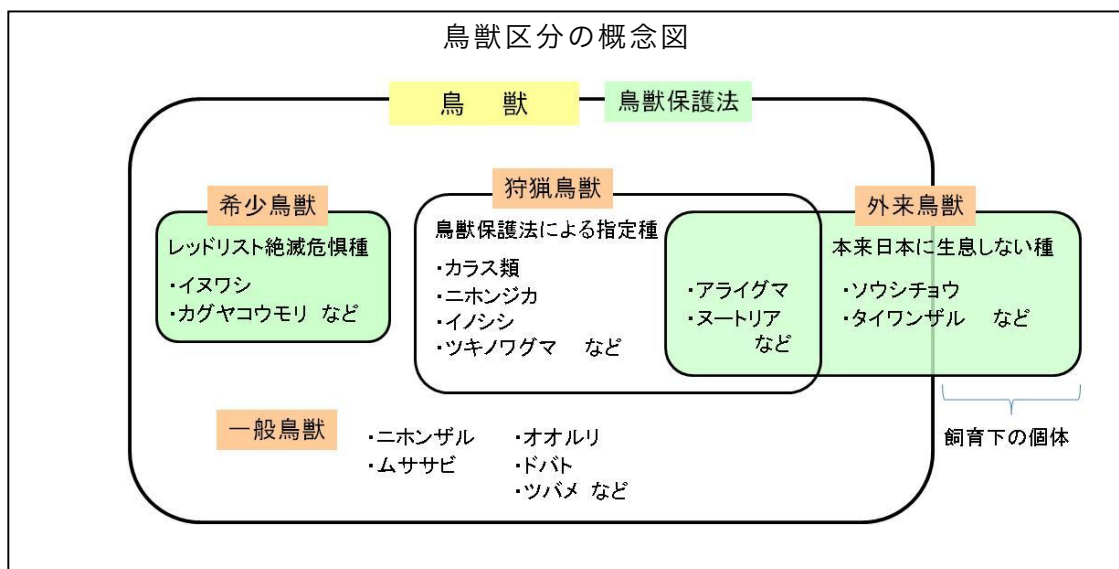 鳥獣区分の概念図
鳥　獣
鳥獣保護法
希少鳥獣
レッドリスト絶滅危惧種
・イヌワシ
・カグヤコウモリ など
狩猟鳥獣
鳥獣保護法による指定種
・カラス類
・ニホンジカ
・イノシシ
・ツキノワグマ　など
・アライグマ
・ヌートリア
など
外来鳥獣
本来日本に生息しない種
・ソウシチョウ
・タイワンザル　など
飼育下の個体
一般鳥獣
・ニホンザル
・ムササビ
・オオルリ
・ドバト
・ツバメ など